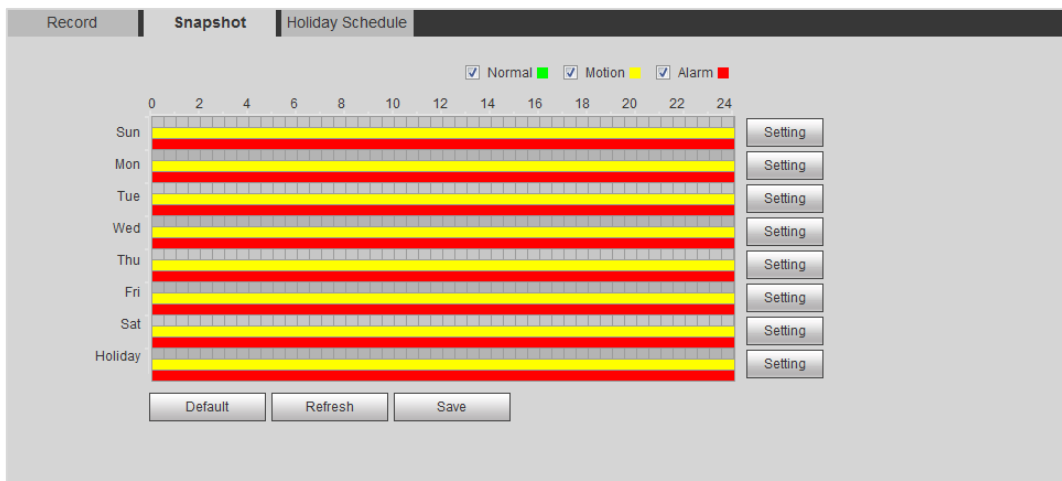 Record Snapshot Holiday Schedule
Normal Motion Alarm
0 2 4 6 8 10 12 14 16 18 20 22 24
Sun Setting
Mon Setting
Tue Setting
Wed Setting
Thu Setting
Fri Setting
Sat Setting
Holiday Setting
Default Refresh Save